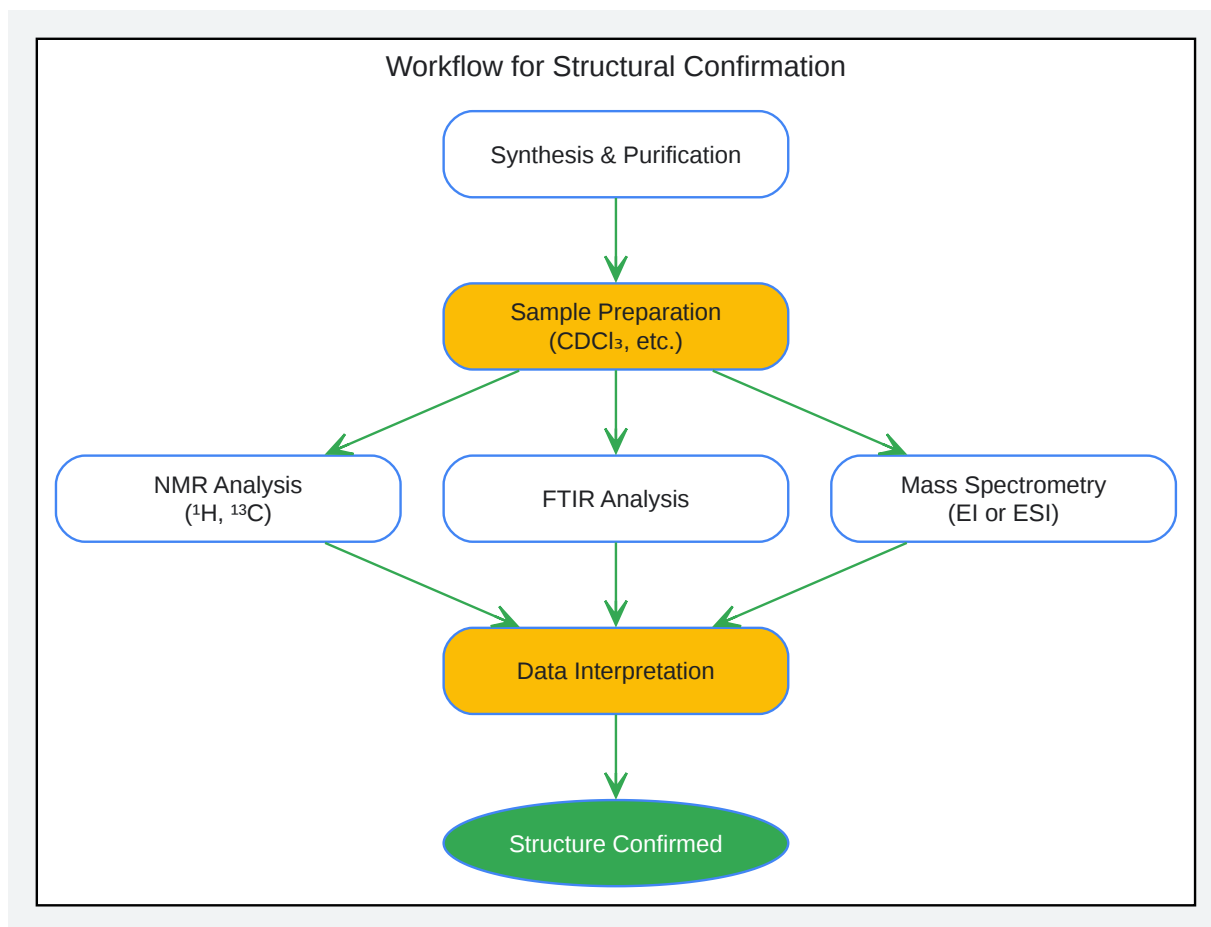 Workflow for Structural Confirmation
Synthesis & Purification
Sample Preparation
(CDCl₃, etc.)
NMR Analysis
(¹H, ¹³C)
FTIR Analysis
Mass Spectrometry
(EI or ESI)
Data Interpretation
Structure Confirmed